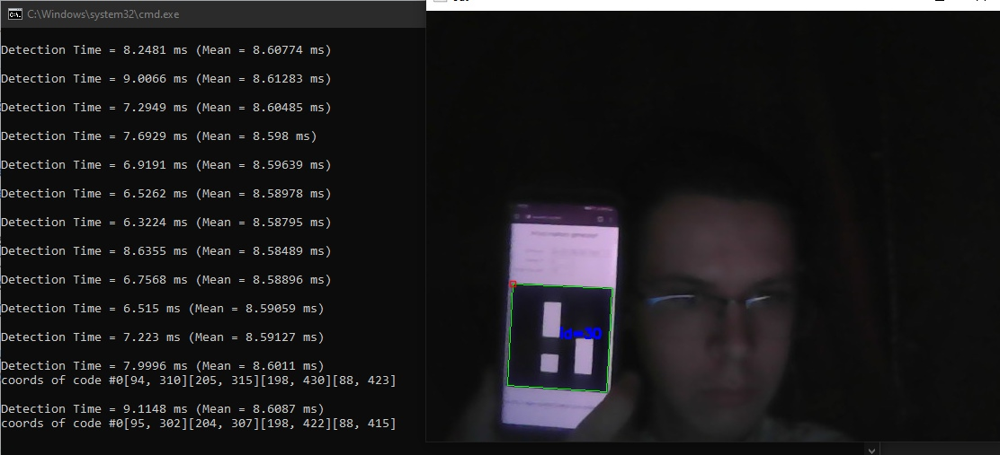 C:\Windows\system32\cmd.exe
Detection Time = 8.2481 ms (Mean = 8.60774 ms)
Detection Time = 9.0066 ms (Mean = 8.61283 ms)
Detection Time = 7.2949 ms (Mean = 8.60485 ms)
Detection Time = 7.6929 ms (Mean = 8.598 ms)
Detection Time = 6.9191 ms (Mean = 8.59639 ms)
Detection Time = 6.5262 ms (Mean = 8.58978 ms)
Detection Time = 6.3224 ms (Mean = 8.58795 ms)
Detection Time = 8.6355 ms (Mean = 8.58489 ms)
Detection Time = 6.7568 ms (Mean = 8.58896 ms)
Detection Time = 6.515 ms (Mean = 8.59059 ms)
Detection Time = 7.223 ms (Mean = 8.59127 ms)
Detection Time = 7.9996 ms (Mean = 8.6011 ms)
coords of code #0[94, 310][205, 315][198, 430][88, 423]
Detection Time = 9.1148 ms (Mean = 8.6087 ms)
coords of code #0[95, 302][204, 307][198, 422][88, 415]
id=30